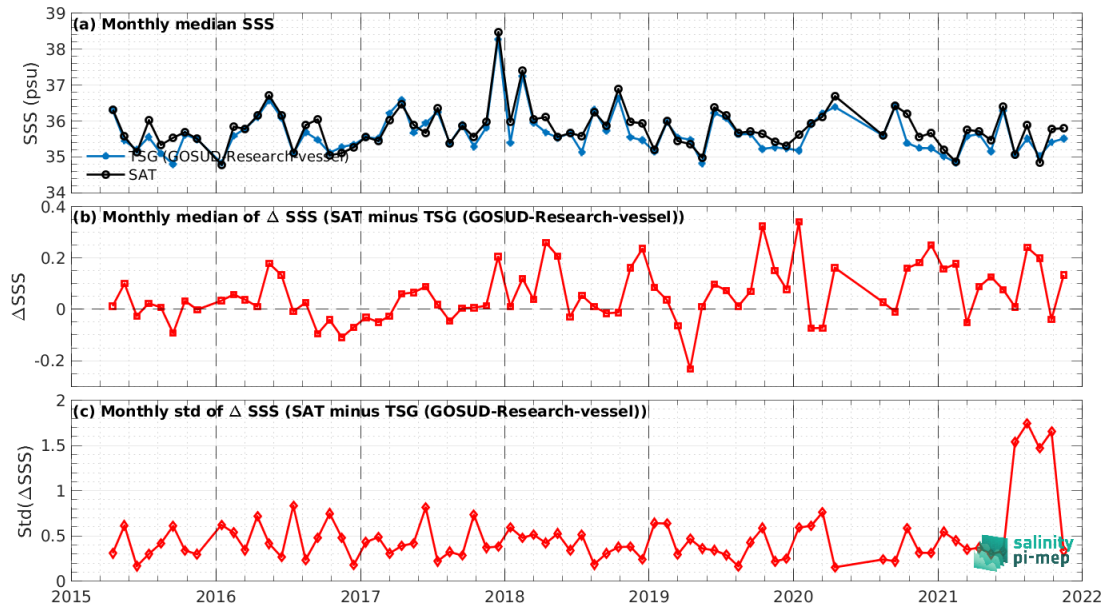 39
(a) Monthly median SSS
38
37
36
35
34
SSS (psu)
TSG (GOSUD-Research-vessel)
SAT
0.4
(b) Monthly median of Δ SSS (SAT minus TSG (GOSUD-Research-vessel))
0.2
0
-0.2
ΔSSS
2
(c) Monthly std of Δ SSS (SAT minus TSG (GOSUD-Research-vessel))
1.5
1
0.5
0
Std(ΔSSS)
salinity
pi-mep
2015 2016 2017 2018 2019 2020 2021 2022